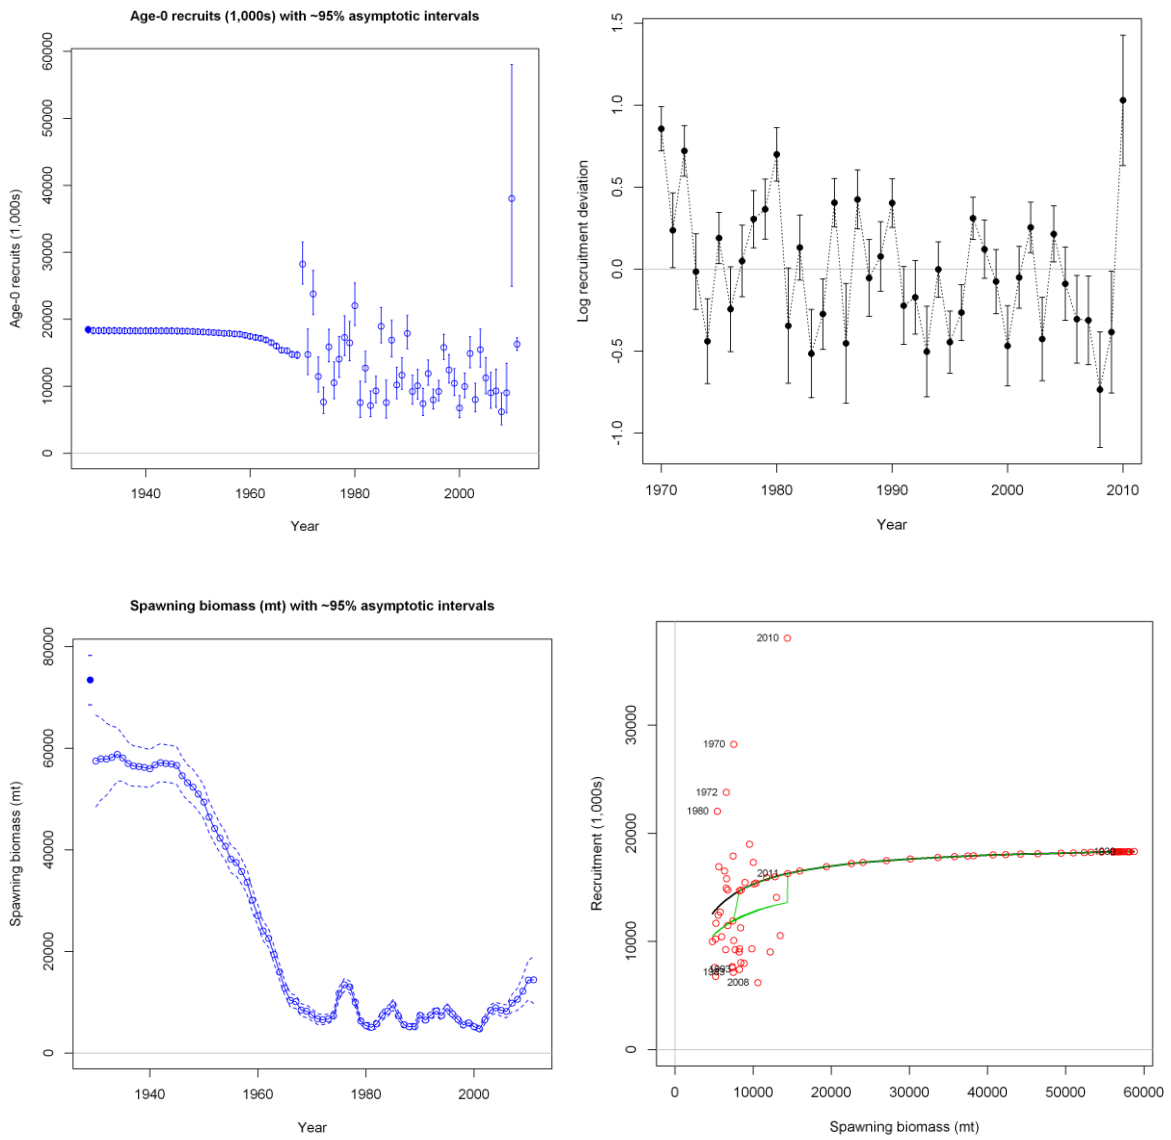 Age-0 recruits (1,000s) with ~95% asymptotic intervals
Age-0 recruits (1,000s)
60000
50000
40000
30000
20000
10000
0
1940 1960 1980 2000
Year
Log recruitment deviation
1.5
1.0
0.5
0.0
-0.5
-1.0
1970 1980 1990 2000 2010
Year
Spawning biomass (mt) with ~95% asymptotic intervals
Spawning biomass (mt)
80000
60000
40000
20000
0
1940 1960 1980 2000
Year
Recruitment (1,000s)
30000
20000
10000
0
2010
1970
1972
1980
2011
2008
0 10000 20000 30000 40000 50000 60000
Spawning biomass (mt)